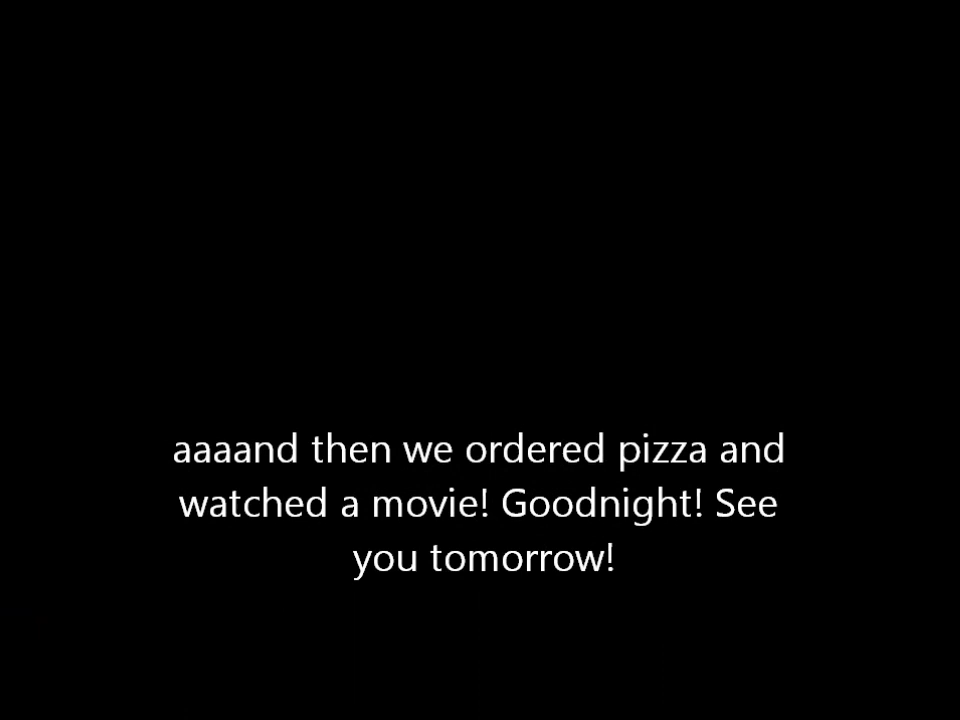 aaaand then we ordered pizza and
watched a movie! Goodnight! See
you tomorrow!